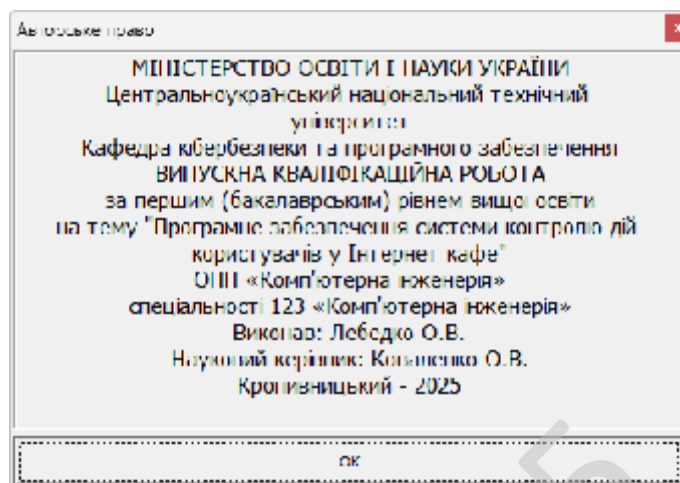 Авторське право
МІНІСТЕРСТВО ОСВІТИ І НАУКИ УКРАЇНИ
Центральноукраїнський національний технічний
університет
Кафедра кібербезпеки та програмного забезпечення
ВИПУСКНА КВАЛІФІКАЦІЙНА РОБОТА
за першим (бакалаврським) рівнем вищої освіти
на тему "Програмне забезпечення системи контролю дій
користувачів у Інтернет кафе"
ОПП «Комп'ютерна інженерія»
спеціальності 123 «Комп'ютерна інженерія»
Виконав: Лебедко О.В.
Науковий керівник: Коваленко О.В.
Кропивницький - 2025
ОК